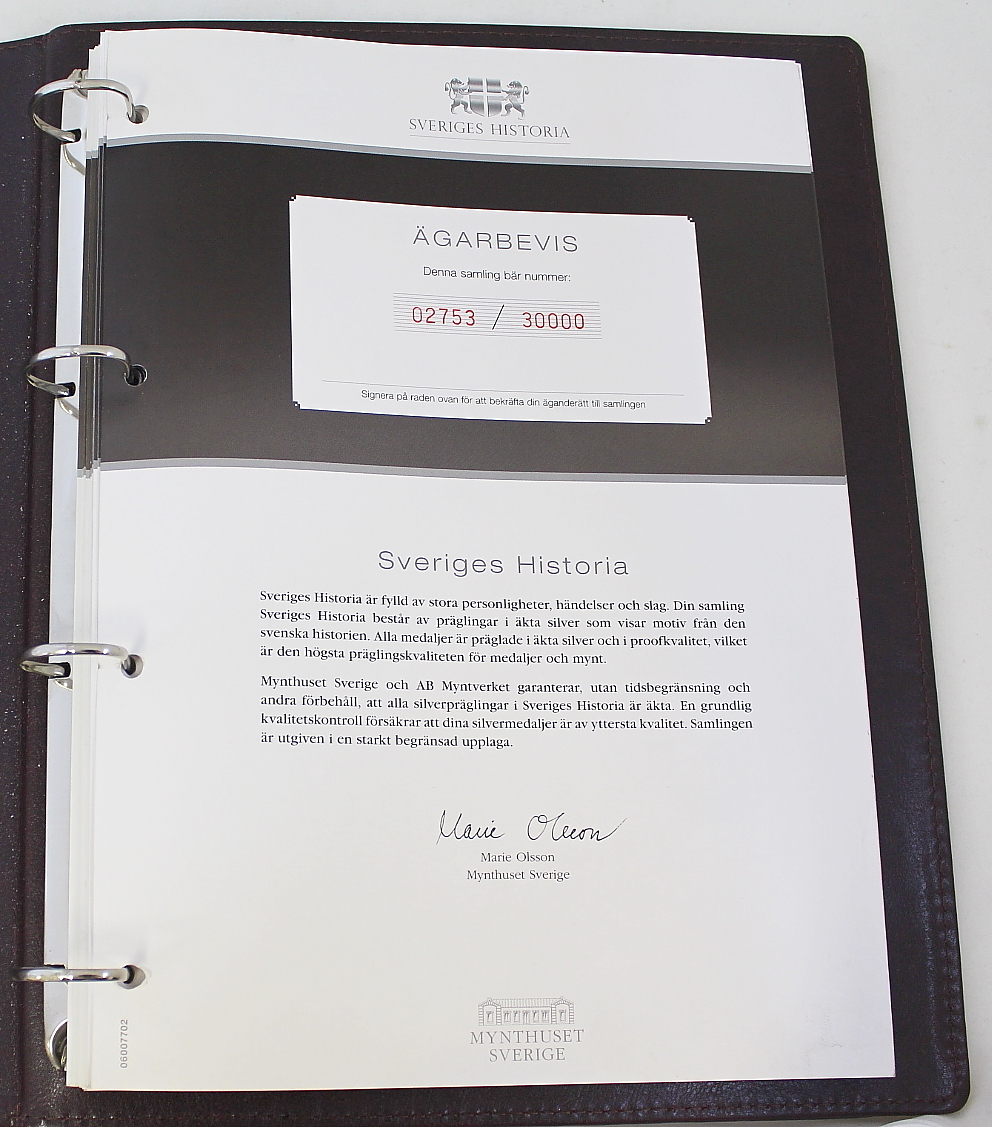 SVERIGES HISTORIA
ÄGARBEVIS
Denna samling bär nummer:
02753 / 30000
Signera på raden ovan för att bekräfta din äganderätt till samlingen
Sveriges Historia
Sveriges Historia är fylld av stora personligheter, händelser och slag. Din samling
Sveriges Historia består av präglingar i äkta silver som visar motiv från den
svenska historien. Alla medaljer är präglade i äkta silver och i proofkvalitet, vilket
är den högsta präglingskvaliteten för medaljer och mynt.
Mynthuset Sverige och AB Myntverket garanterar, utan tidsbegränsning och
andra förbehåll, att alla silverpräglingar i Sveriges Historia är äkta. En grundlig
kvalitetskontroll försäkrar att dina silvermedaljer är av yttersta kvalitet. Samlingen
är utgiven i en starkt begränsad upplaga.
Marie Olsson
Marie Olsson
Mynthuset Sverige
MYNTHUSET
SVERIGE
06007702